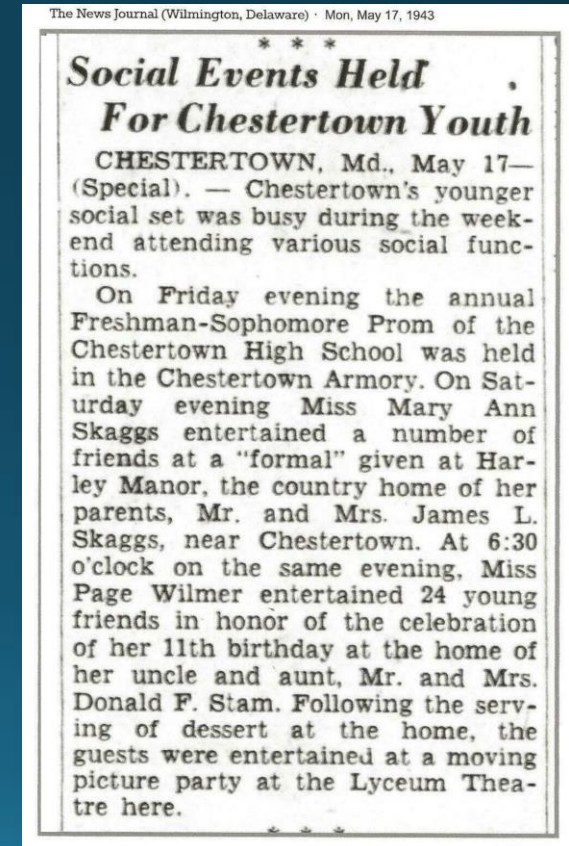 The News Journal (Wilmington, Delaware) · Mon, May 17, 1943
* * *
Social Events Held
For Chestertown Youth
CHESTERTOWN, Md., May 17—
(Special). — Chestertown's younger
social set was busy during the week-
end attending various social func-
tions.
On Friday evening the annual
Freshman-Sophomore Prom of the
Chestertown High School was held
in the Chestertown Armory. On Sat-
urday evening Miss Mary Ann
Skaggs entertained a number of
friends at a "formal" given at Har-
ley Manor, the country home of her
parents, Mr. and Mrs. James L.
Skaggs, near Chestertown. At 6:30
o'clock on the same evening, Miss
Page Wilmer entertained 24 young
friends in honor of the celebration
of her 11th birthday at the home of
her uncle and aunt, Mr. and Mrs.
Donald F. Stam. Following the serv-
ing of dessert at the home, the
guests were entertained at a moving
picture party at the Lyceum Thea-
tre here.
* * *